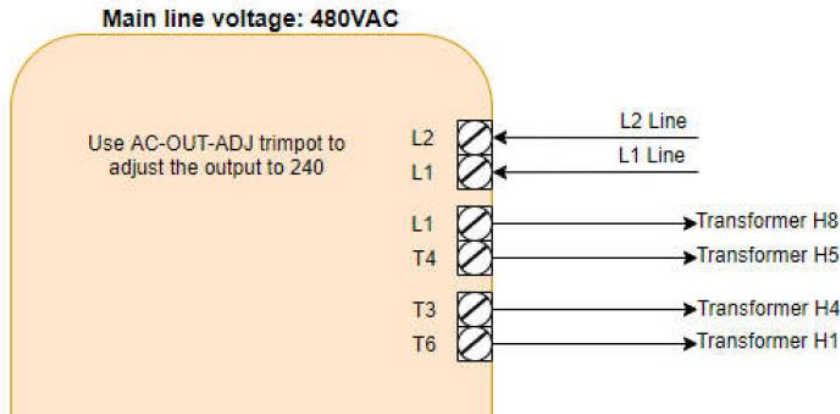 Main line voltage: 480VAC
Use AC-OUT-ADJ trimpot to
adjust the output to 240
L2
L2 Line
L1
L1 Line
L1
Transformer H8
T4
Transformer H5
T3
Transformer H4
T6
Transformer H1